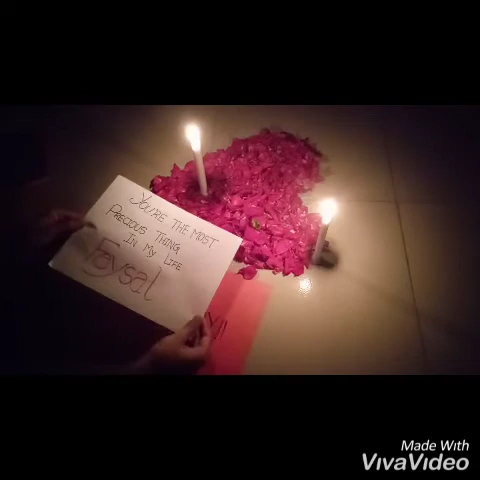 You're the most
Precious Thing
In My Life
Faysal
Made With
VivaVideo